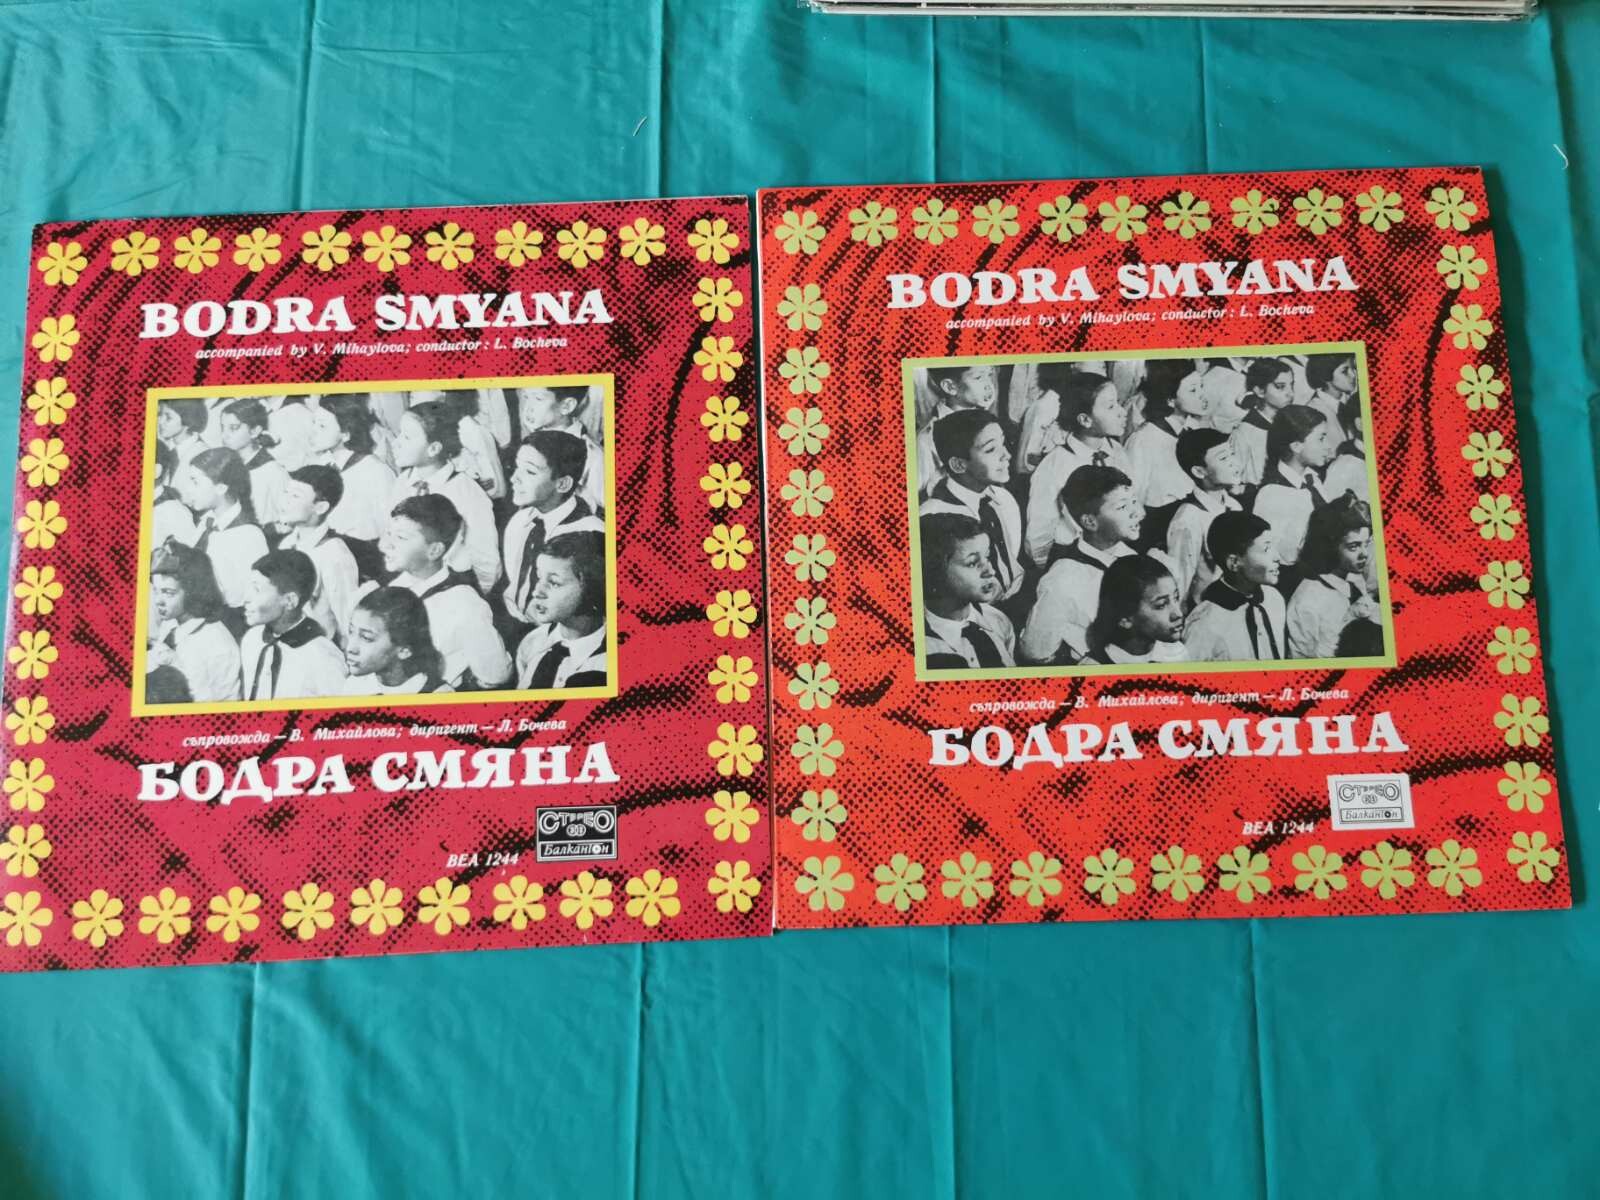 BODRA SMYANA
accompanied by V. Mihaylova; conductor: L. Bocheva
съпровожда — В. Михайлова; диригент — Л. Бочева
БОДРА СМЯНА
ВЕА 1244
СТЕРЕО
Балкантон
BODRA SMYANA
accompanied by V. Mihaylova; conductor: L. Bocheva
съпровожда — В. Михайлова; диригент — Л. Бочева
БОДРА СМЯНА
ВЕА 1244
СТЕРЕО
Балкантон